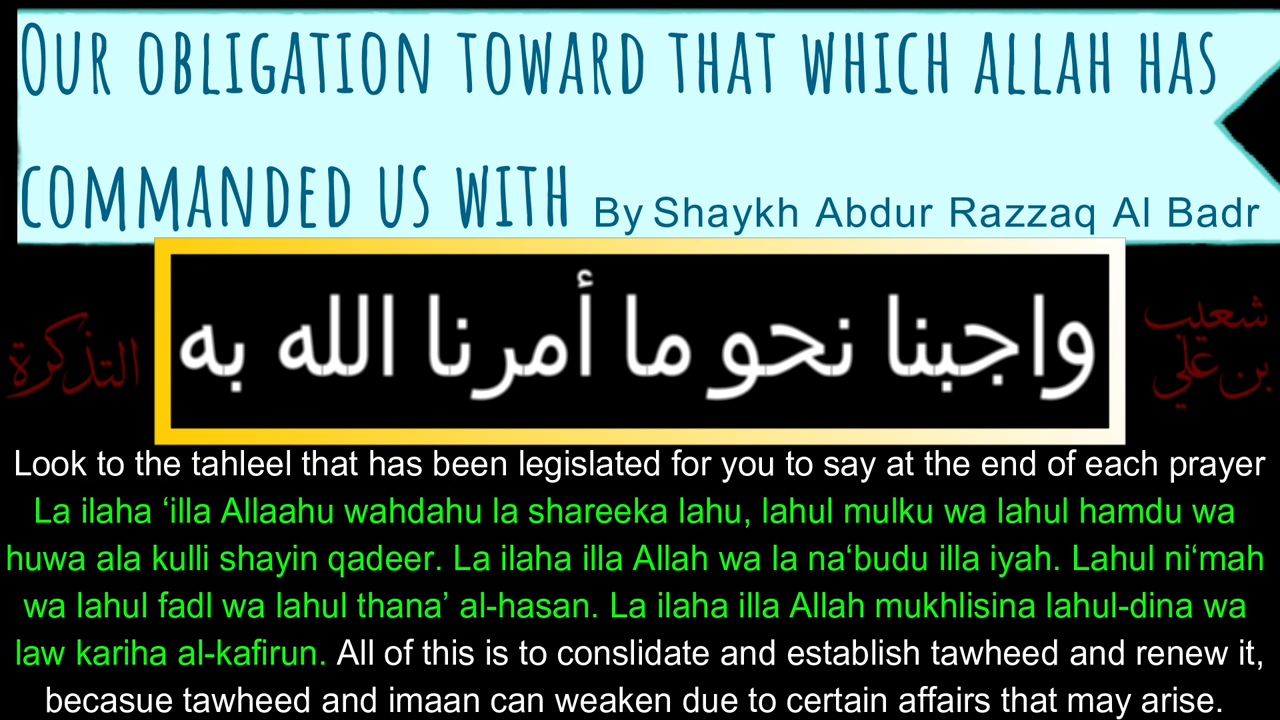 Our obligation toward that which Allah has
commanded us with By Shaykh Abdur Razzaq Al Badr
واجبنا نحو ما أمرنا الله به
شعيب
بن علي
التذكرة
Look to the tahleel that has been legislated for you to say at the end of each prayer
La ilaha ‘illa Allaahu wahdahu la shareeka lahu, lahul mulku wa lahul hamdu wa
huwa ala kulli shayin qadeer. La ilaha illa Allah wa la na‘budu illa iyah. Lahul ni‘mah
wa lahul fadl wa lahul thana’ al-hasan. La ilaha illa Allah mukhlisina lahul-dina wa
law kariha al-kafirun. All of this is to conslidate and establish tawheed and renew it,
becasue tawheed and imaan can weaken due to certain affairs that may arise.